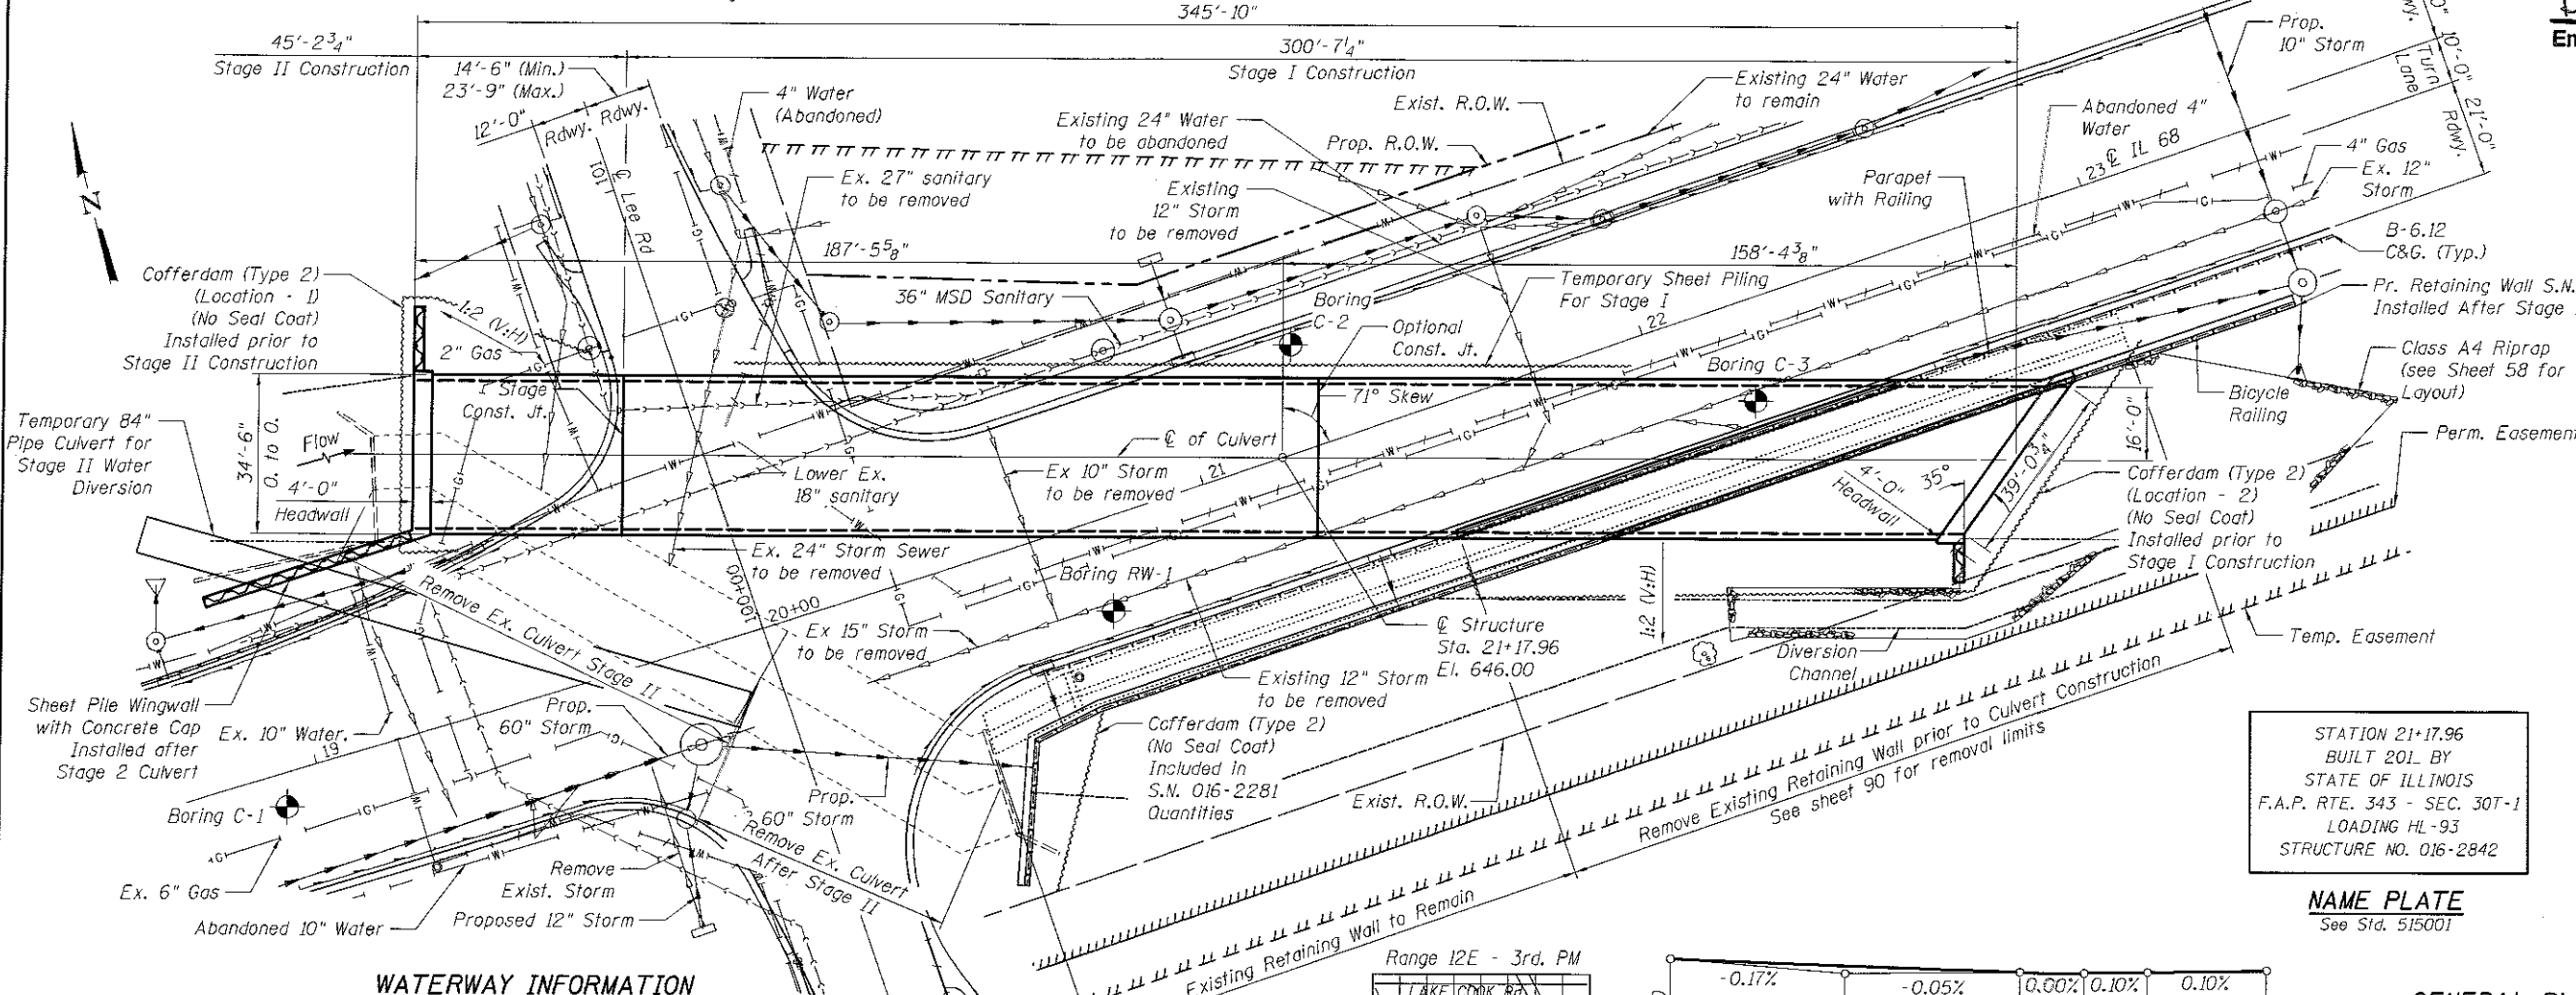 345'-10"
45'-2¾"
Stage II Construction
300'-7¼"
Stage I Construction
14'-6" (Min.)
23'-9" (Max.)
12'-0"
Rdwy.
Rdwy.
4" Water
(Abandoned)
Existing 24" Water
to be abandoned
Exist. R.O.W.
Prop. R.O.W.
Existing 24" Water
to remain
Prop.
10" Storm
10'-0"
Turn
Lane
21'-0"
Rdwy.
Abandoned 4"
Water
23
℄ IL 68
4" Gas
Ex. 12"
Storm
N
101
℄ Lee Rd
Ex. 27" sanitary
to be removed
Existing
12" Storm
to be removed
Parapet
with Railing
B-6.12
C&G. (Typ.)
187'-5⅝"
158'-4⅜"
Cofferdam (Type 2)
(Location - 1)
(No Seal Coat)
Installed prior to
Stage II Construction
1:2 (V:H)
2" Gas
36" MSD Sanitary
Boring
C-2
Temporary Sheet Piling
For Stage I
22
Optional
Const. Jt.
Boring C-3
Pr. Retaining Wall S.N.
Installed After Stage
Class A4 Riprap
(see Sheet 58 for
Layout)
Bicycle
Railing
Perm. Easement
Stage
Const. Jt.
71° Skew
Temporary 84"
Pipe Culvert for
Stage II Water
Diversion
Flow
34'-6"
O. to O.
4'-0"
Headwall
℄ of Culvert
Lower Ex.
18" sanitary
Ex 10" Storm
to be removed
21
4'-0"
Headwall
35°
39'-0¾"
16'-0"
Cofferdam (Type 2)
(Location - 2)
(No Seal Coat)
Installed prior to
Stage I Construction
Ex. 24" Storm Sewer
to be removed
Boring RW-1
100+00
20+00
Remove Ex. Culvert Stage II
Ex 15" Storm
to be removed
℄ Structure
Sta. 21+17.96
El. 646.00
1:2 (V:H)
Diversion
Channel
Temp. Easement
Existing 12" Storm
to be removed
Sheet Pile Wingwall
with Concrete Cap
Installed after
Stage 2 Culvert
Ex. 10" Water.
19
Prop.
60" Storm
Cofferdam (Type 2)
(No Seal Coat)
Included in
S.N. 016-2281
Quantities
Exist. R.O.W.
Remove Existing Retaining Wall prior to Culvert Construction
See sheet 90 for removal limits
Boring C-1
Prop.
60" Storm
Remove Ex. Culvert
After Stage II
Ex. 6" Gas
Remove
Exist. Storm
Abandoned 10" Water
Proposed 12" Storm
Existing Retaining Wall to Remain
STATION 21+17.96
BUILT 201_ BY
STATE OF ILLINOIS
F.A.P. RTE. 343 - SEC. 30T-1
LOADING HL-93
STRUCTURE NO. 016-2842
NAME PLATE
See Std. 515001
WATERWAY INFORMATION
Range 12E - 3rd. PM
LAKE COOK Rd
-0.17%
-0.05%
0.00%
0.10%
0.10%